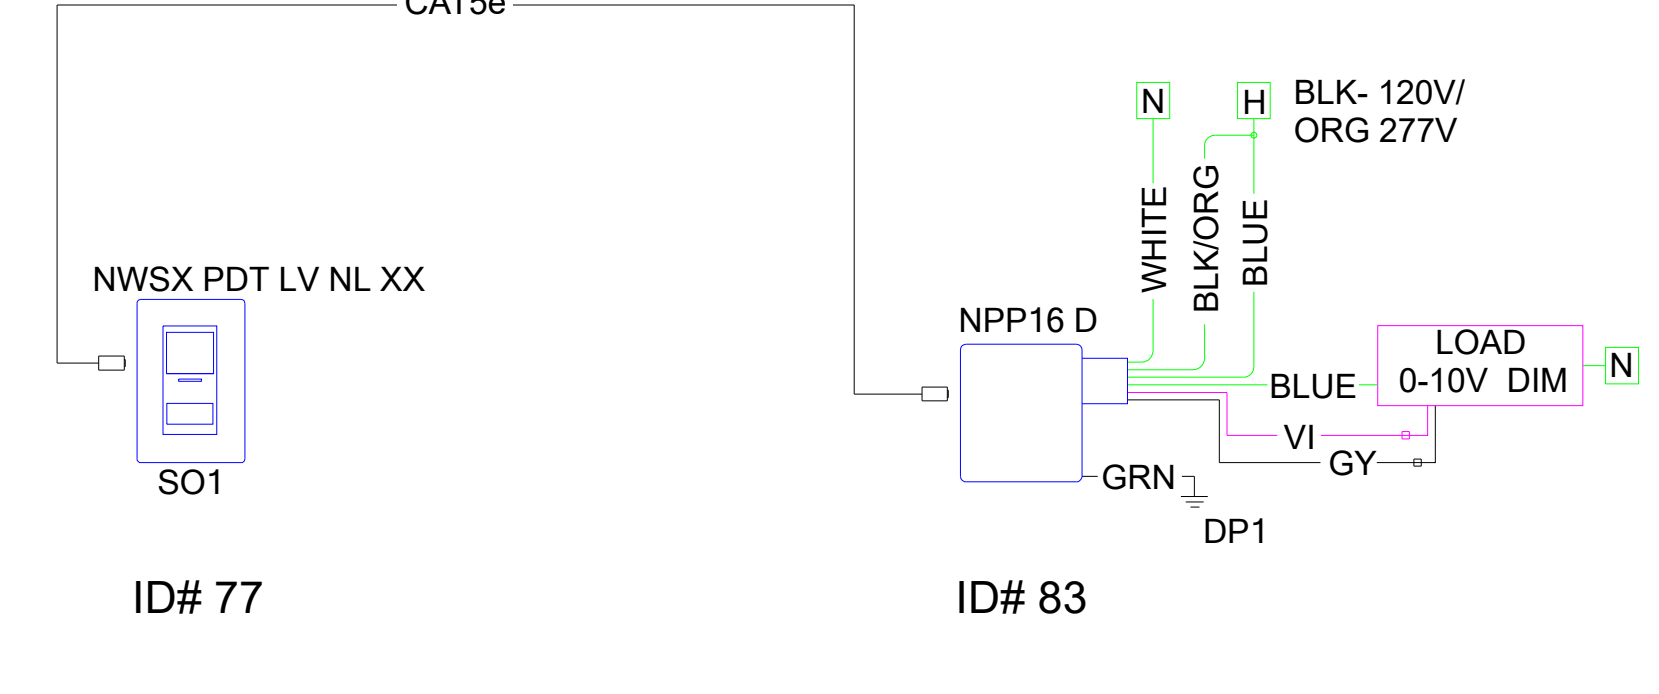 CAT5e
N
H
BLK- 120V/
ORG 277V
WHITE
BLK/ORG
BLUE
NWSX PDT LV NL XX
NPP16 D
LOAD
0-10V DIM
N
BLUE
VI
GY
GRN
SO1
DP1
ID# 77
ID# 83